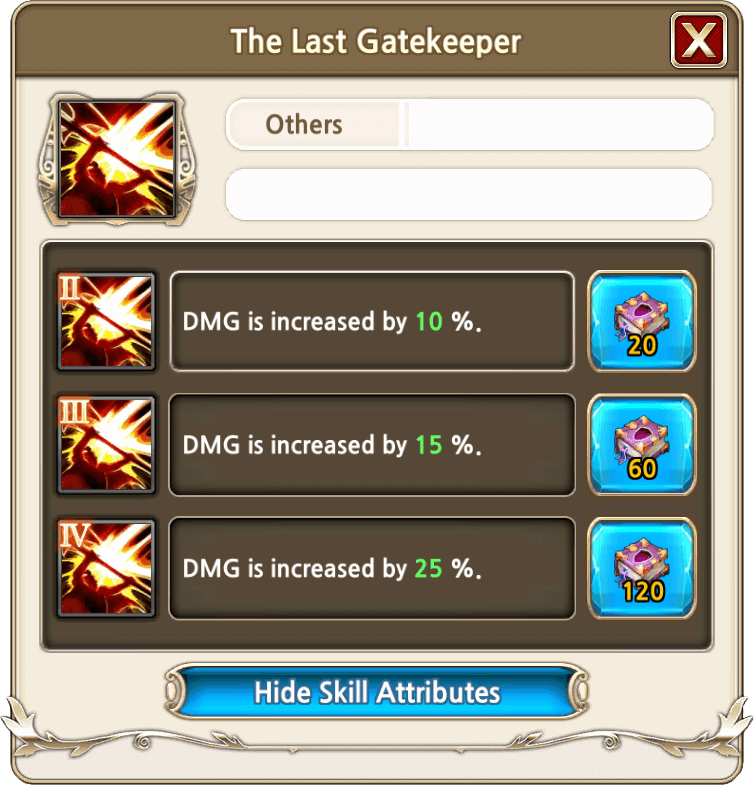 The Last Gatekeeper
X
Others
II
DMG is increased by 10 %.
20
III
DMG is increased by 15 %.
60
IV
DMG is increased by 25 %.
120
Hide Skill Attributes